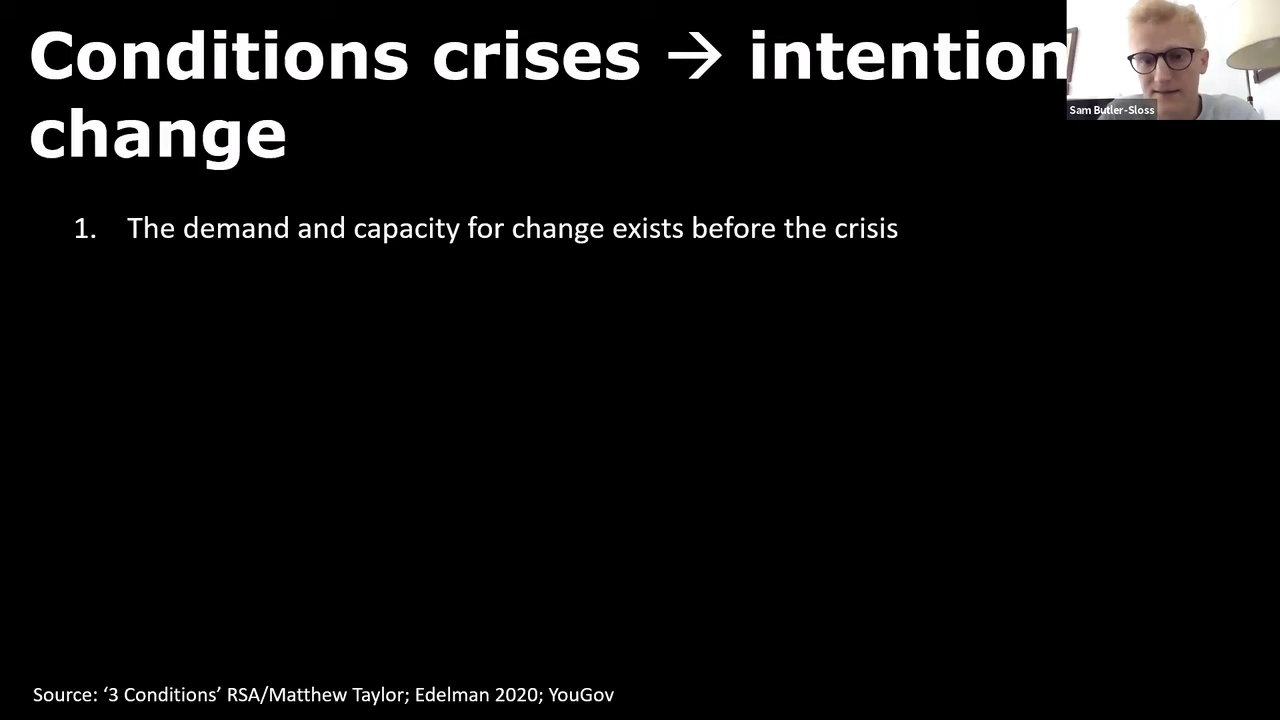 Conditions crises → intention
change
Sam Butler-Sloss
1. The demand and capacity for change exists before the crisis
Source: ‘3 Conditions’ RSA/Matthew Taylor; Edelman 2020; YouGov